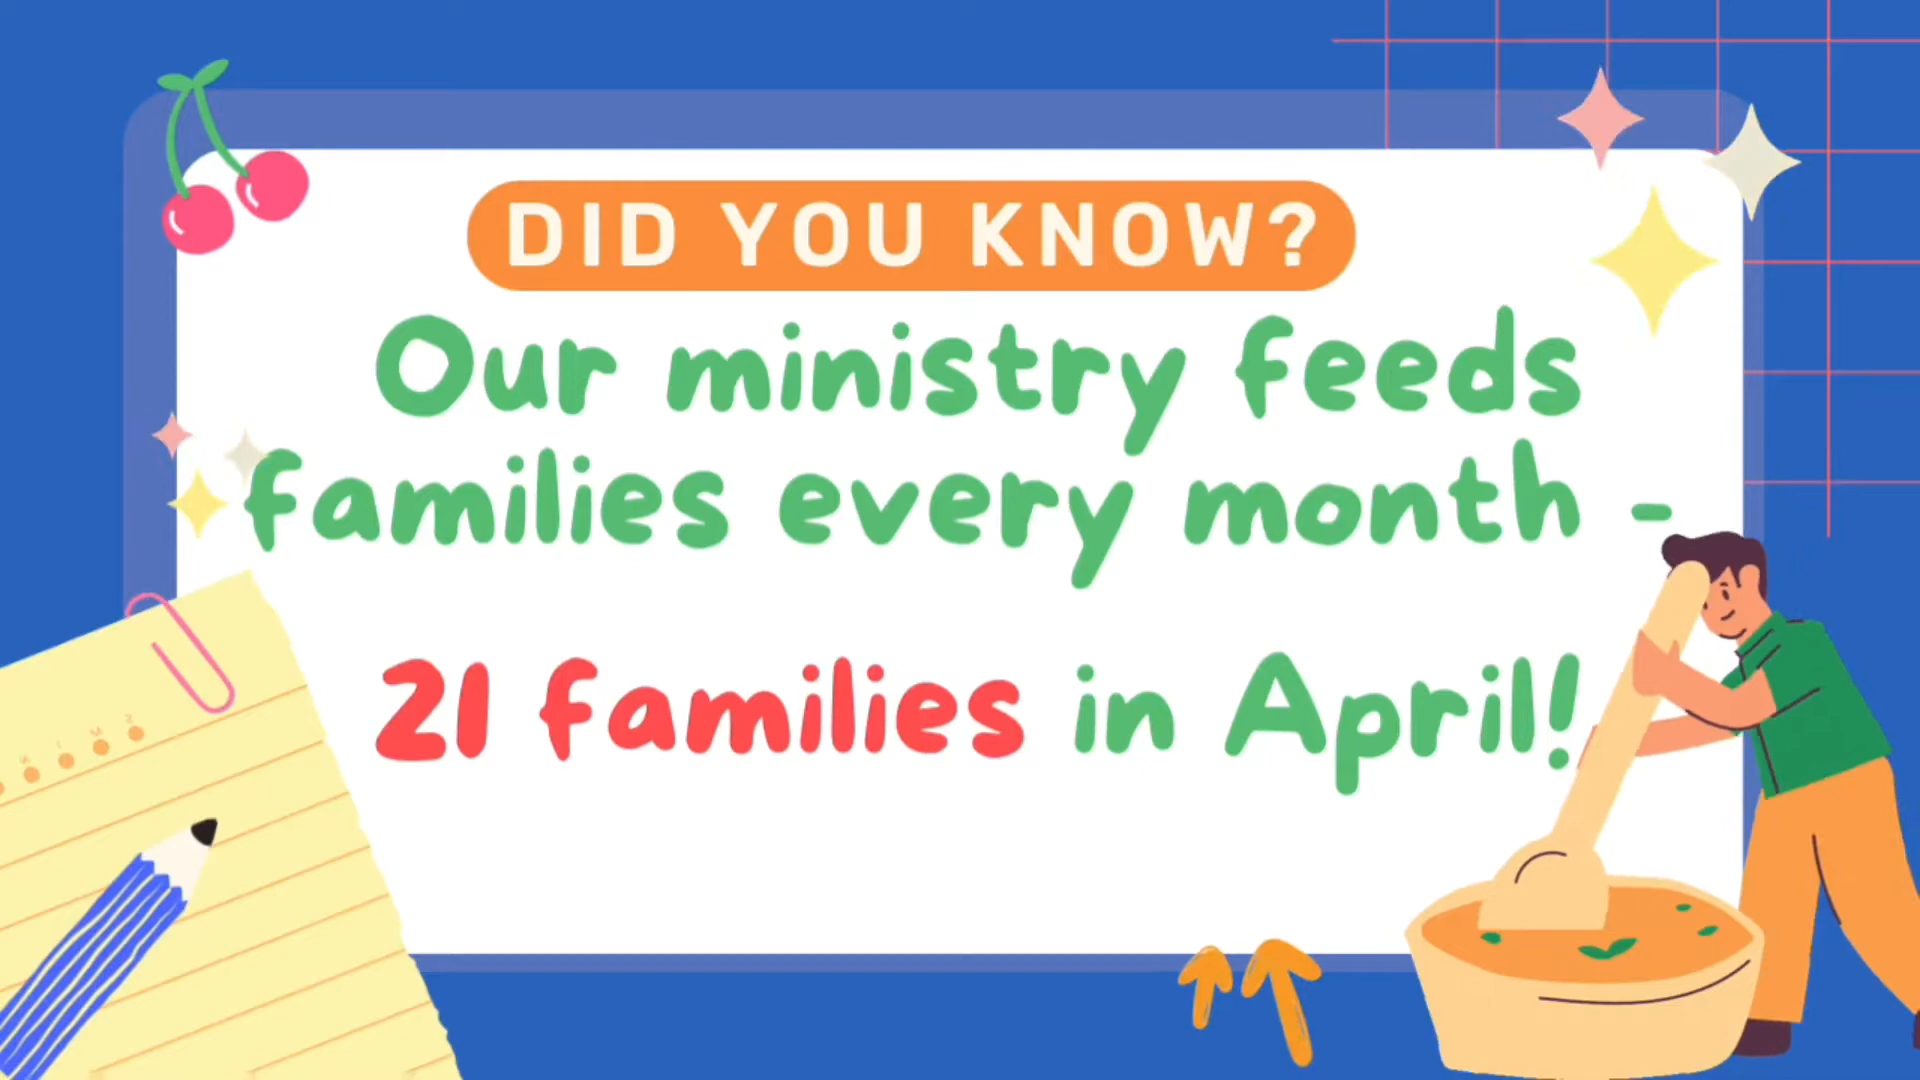 DID YOU KNOW?
Our ministry feeds
families every month -
21 families in April!